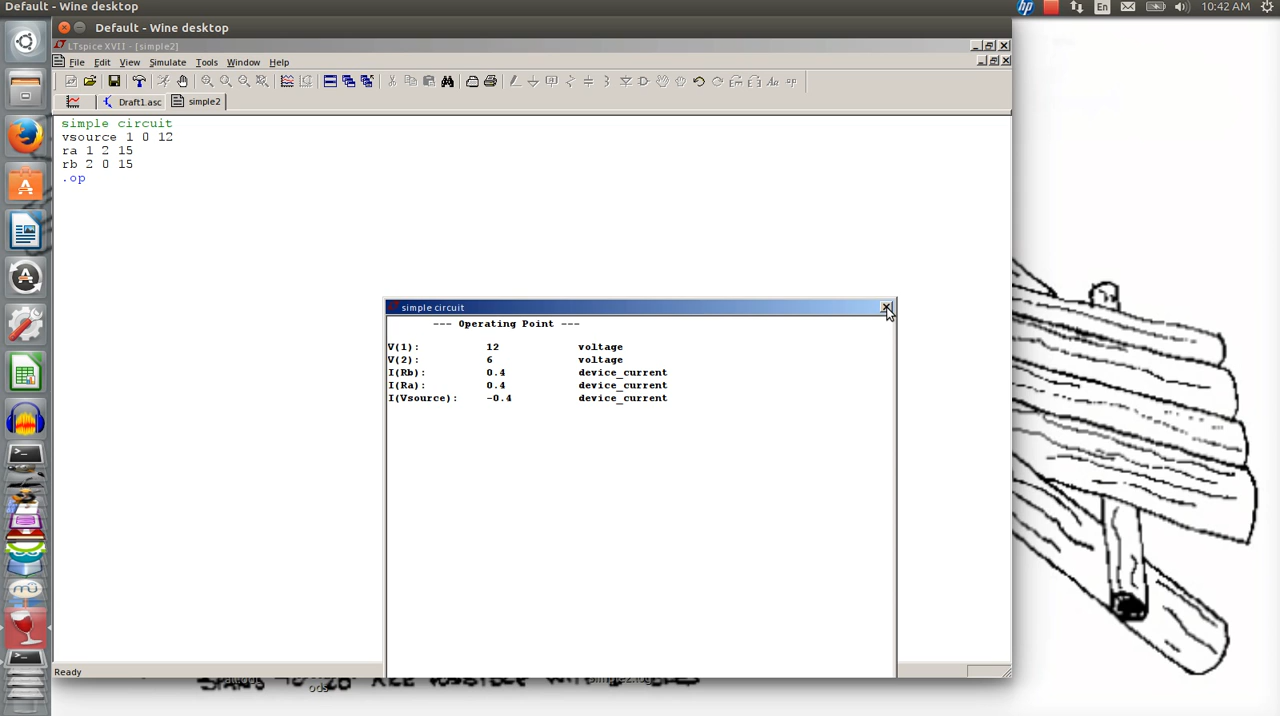 Default - Wine desktop
hp
En
10:42 AM
Default - Wine desktop
LTspice XVII - [simple2]
File Edit View Simulate Tools Window Help
Draft1.asc
simple2
simple circuit
vsource 1 0 12
ra 1 2 15
rb 2 0 15
.op
simple circuit
--- Operating Point ---
V(1): 12 voltage
V(2): 6 voltage
I(Rb): 0.4 device_current
I(Ra): 0.4 device_current
I(Vsource): -0.4 device_current
Ready